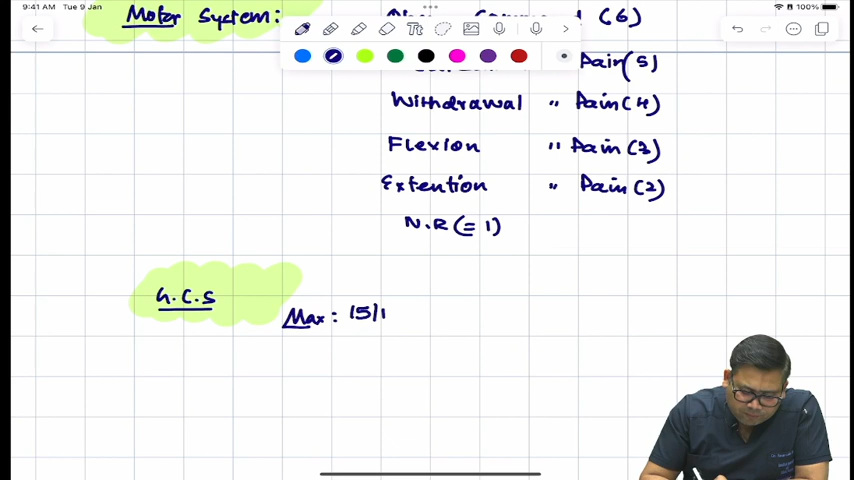 9:41 AM Tue 9 Jan
100%
Motor System: (6)
Pain (5)
Withdrawal " Pain (4)
Flexion " Pain (3)
Extention " Pain (2)
N.R (= 1)
G.C.S
Max: 15/1